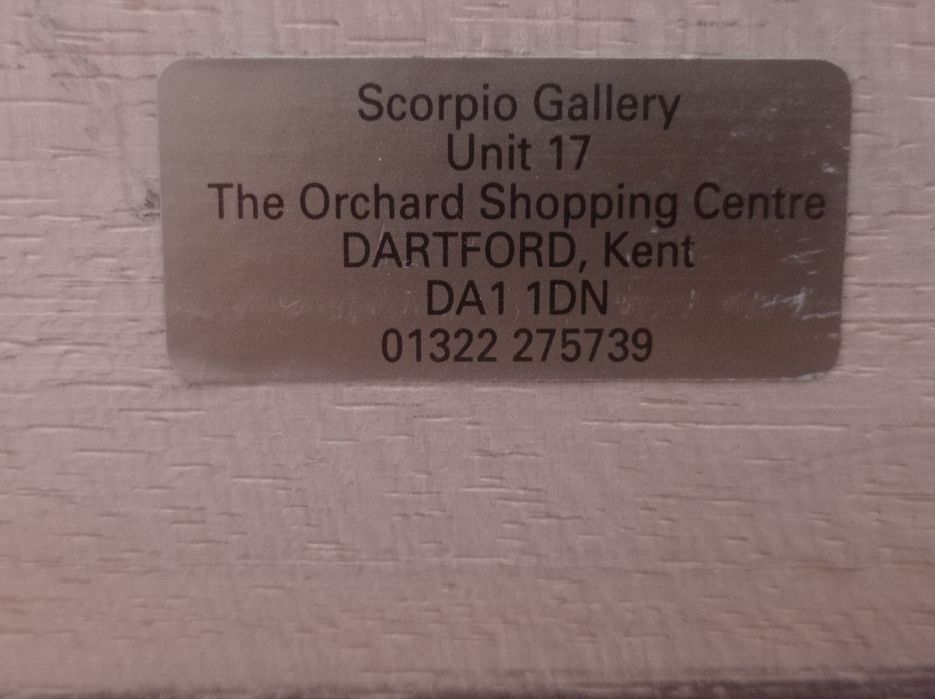 Scorpio Gallery
Unit 17
The Orchard Shopping Centre
DARTFORD, Kent
DA1 1DN
01322 275739